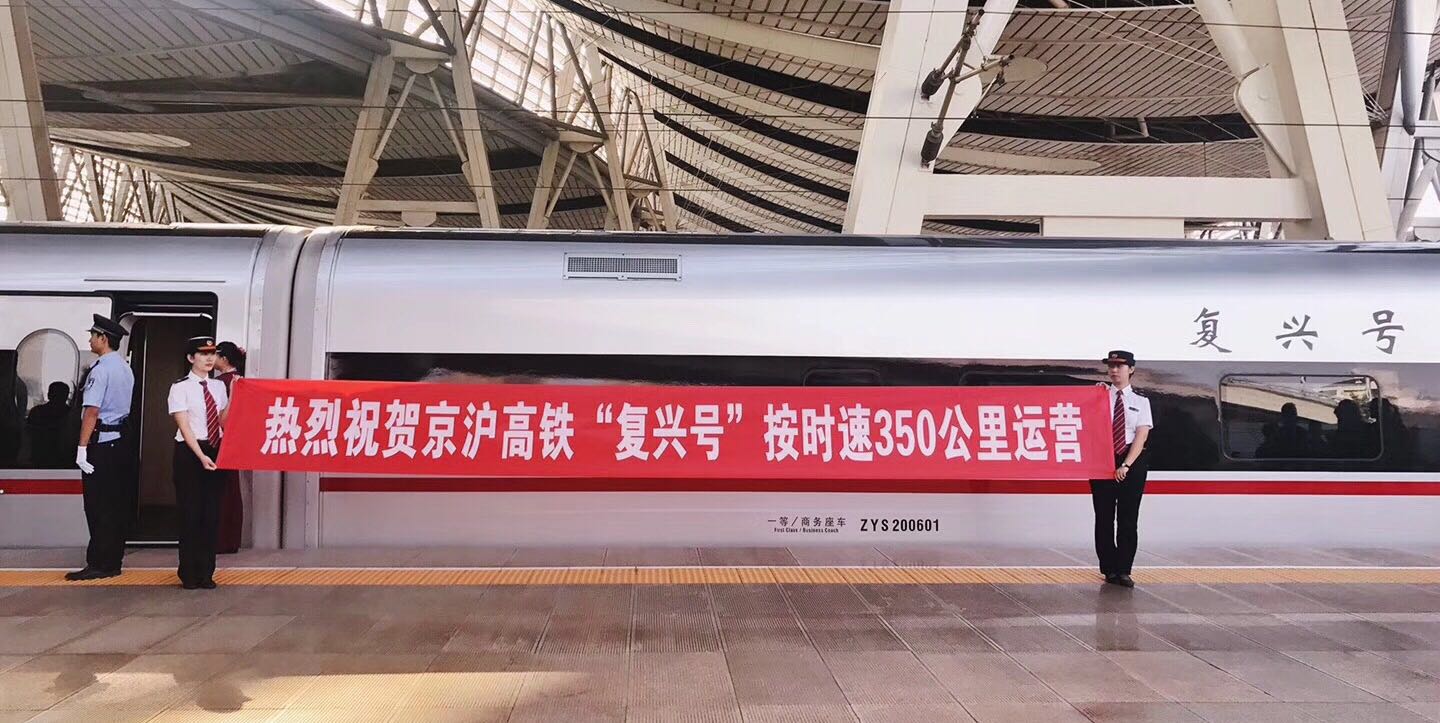 复兴号
热烈祝贺京沪高铁“复兴号”按时速350公里运营
一等/商务座车 ZYS 200601
First Class / Business Coach